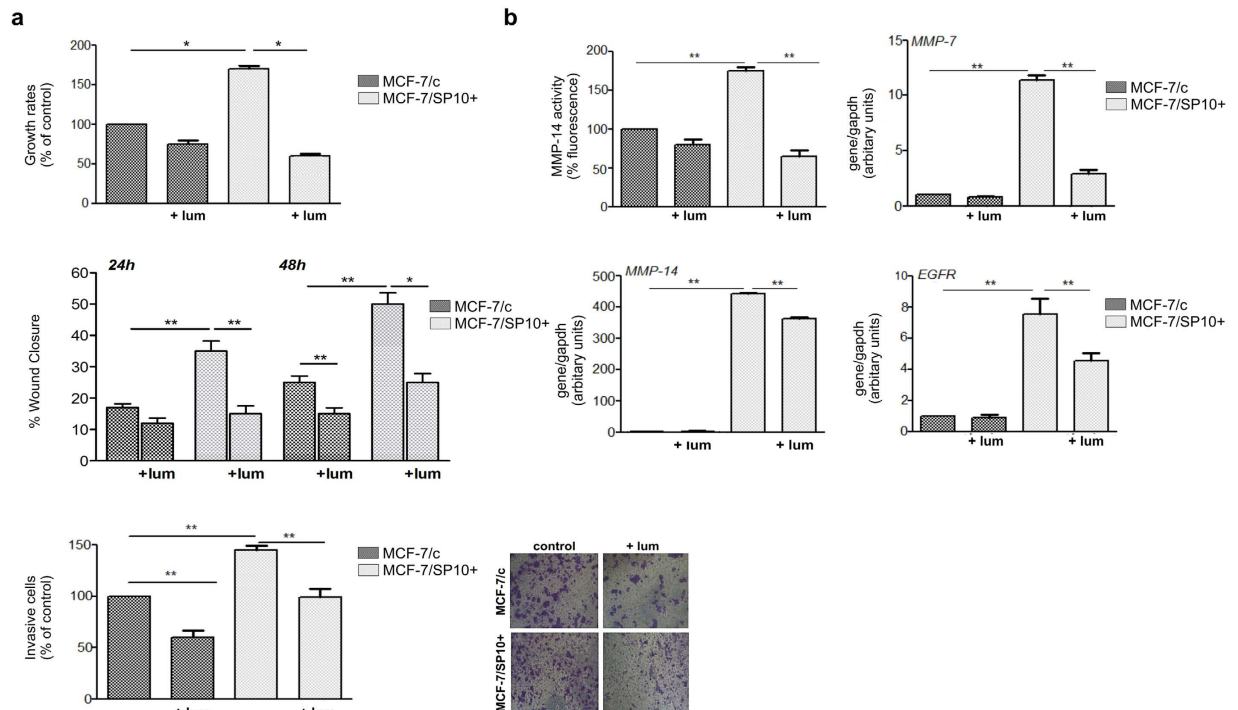 a
Growth rates
(% of control)
200
150
100
50
0
*
*
+ lum
+ lum
MCF-7/c
MCF-7/SP10+
24h
48h
% Wound Closure
60
50
40
30
20
10
0
**
**
**
**
*
+lum
+lum
+lum
+lum
MCF-7/c
MCF-7/SP10+
Invasive cells
(% of control)
150
100
50
**
**
**
MCF-7/c
MCF-7/SP10+
control
+ lum
MCF-7/c
MCF-7/SP10+
b
MMP-14 activity
(% fluorescence)
200
150
100
50
0
**
**
+ lum
+ lum
MMP-7
gene/gapdh
(arbitary units)
15
10
5
0
**
**
+ lum
+ lum
MCF-7/c
MCF-7/SP10+
MMP-14
gene/gapdh
(arbitary units)
500
400
300
200
100
0
**
**
+ lum
+ lum
EGFR
gene/gapdh
(arbitary units)
10
8
6
4
2
0
**
**
+ lum
+ lum
MCF-7/c
MCF-7/SP10+